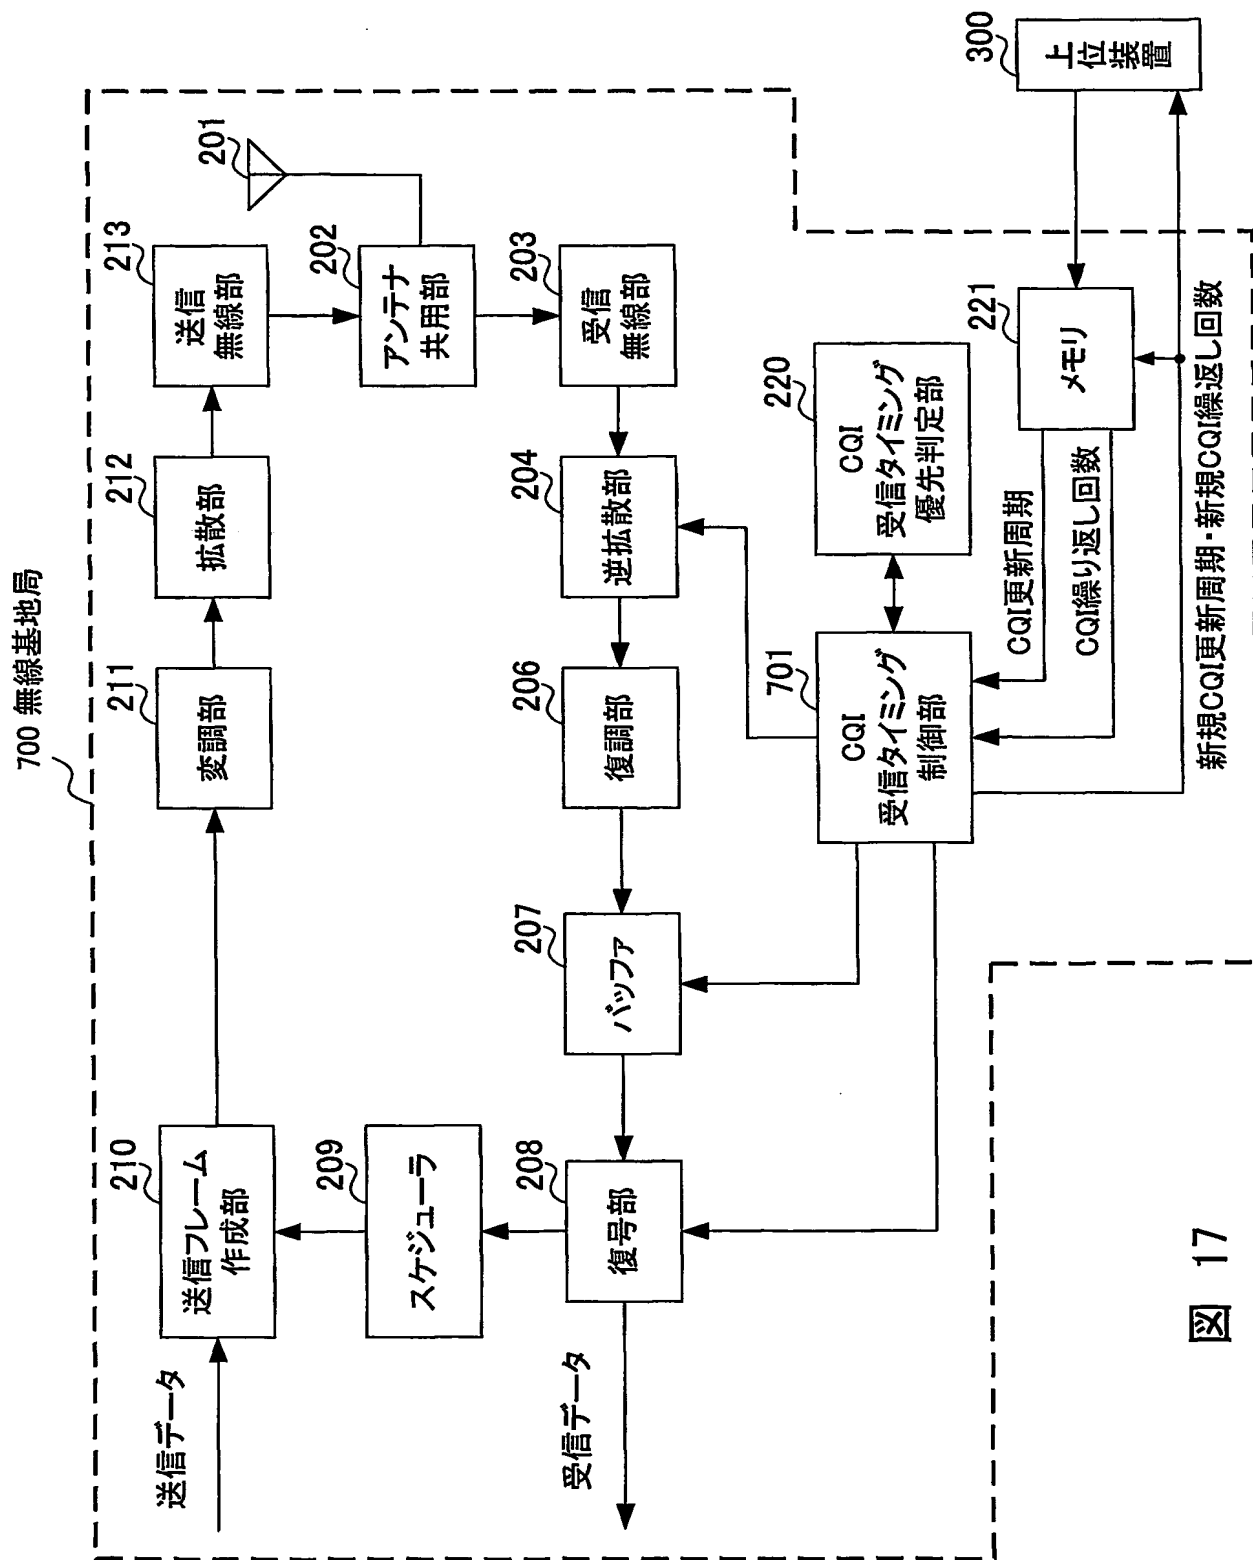 700 無線基地局
送信データ
210
送信フレーム
作成部
211
変調部
212
拡散部
213
送信
無線部
201
209
スケジューラ
202
アンテナ
共用部
受信データ
208
復号部
207
バッファ
206
復調部
204
逆拡散部
203
受信
無線部
701
CQI
受信タイミング
制御部
220
CQI
受信タイミング
優先判定部
CQI更新周期
CQI繰り返し回数
221
メモリ
300
上位装置
新規CQI更新周期・新規CQI繰返し回数
図 17